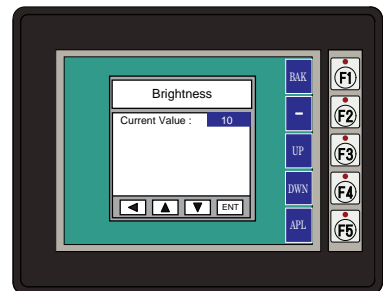 Brightness
Current Value : 10
ENT
BAK
–
UP
DWN
APL
F1
F2
F3
F4
F5